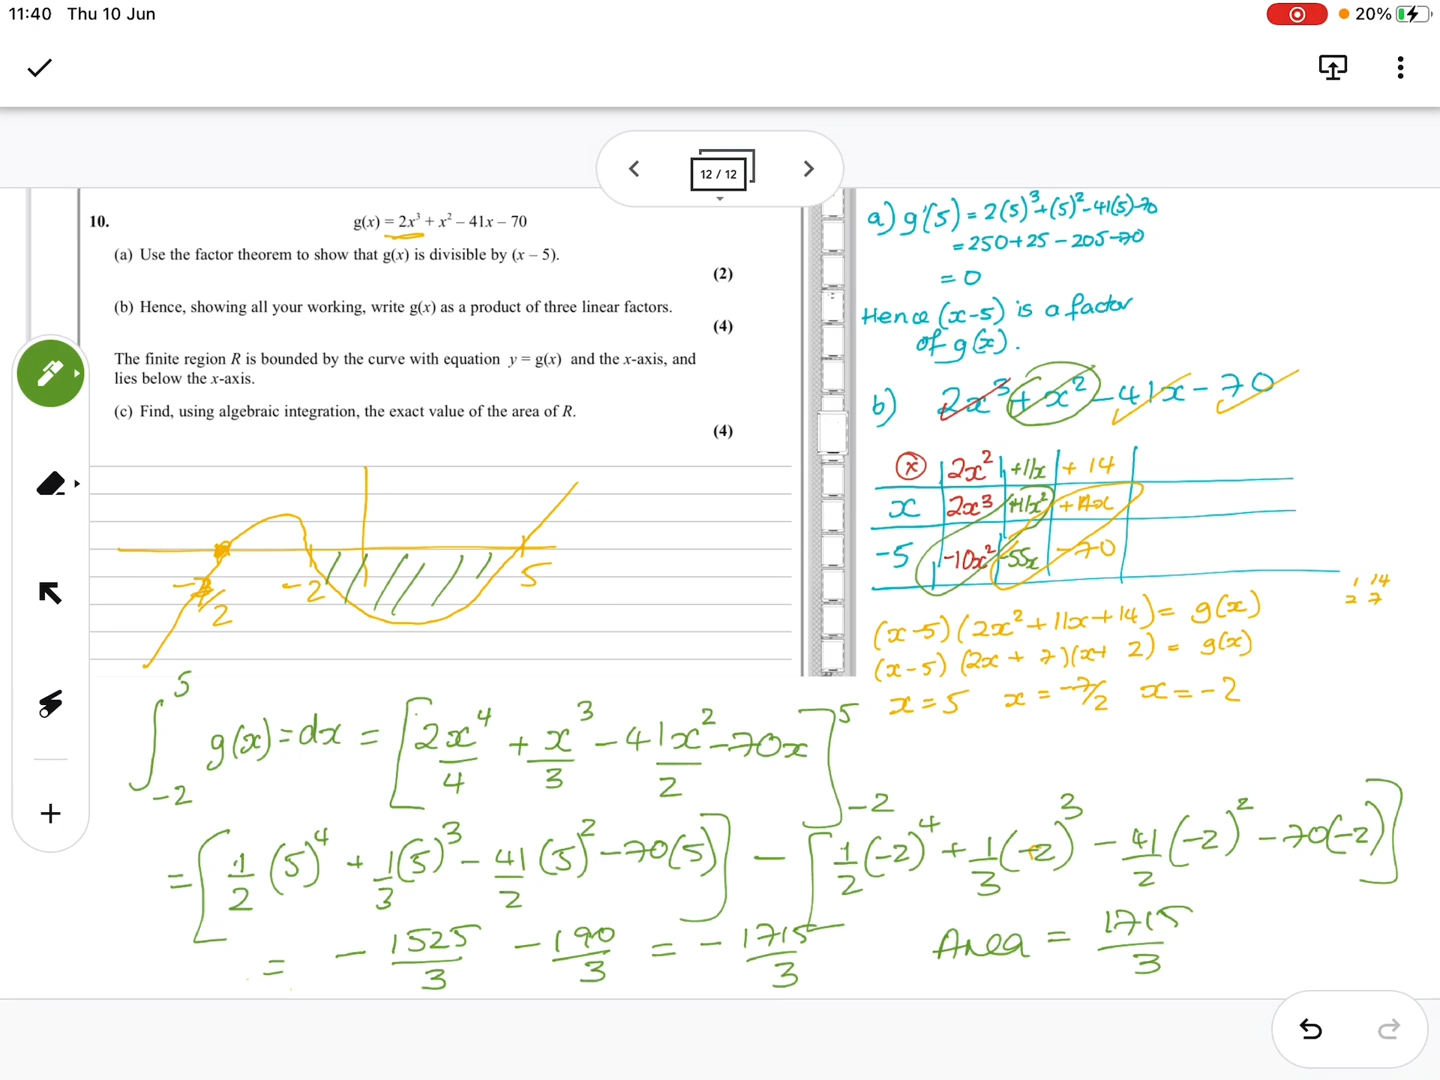 11:40 Thu 10 Jun
20%
12 / 12
10.
g(x) = 2x³ + x² – 41x – 70
(a) Use the factor theorem to show that g(x) is divisible by (x – 5).
(2)
(b) Hence, showing all your working, write g(x) as a product of three linear factors.
(4)
The finite region R is bounded by the curve with equation y = g(x) and the x-axis, and
lies below the x-axis.
(c) Find, using algebraic integration, the exact value of the area of R.
(4)
-7/2 -2 5
a) g(5) = 2(5)³+(5)²-41(5)-70
= 250+25-205-70
= 0
Hence (x-5) is a factor
of g(x).
b) 2x³ + x² - 41x - 70
(x) | 2x² | +11x | + 14
x | 2x³ | +11x² | +14x
-5 | -10x² | -55x | -70
1 14
2 7
(x-5)(2x²+11x+14) = g(x)
(x-5)(2x+7)(x+2) = g(x)
x = 5 x = -7/2 x = -2
∫₋₂⁵ g(x)=dx = [2x⁴/4 + x³/3 - 41x²/2 - 70x]₋₂⁵
= [1/2(5)⁴ + 1/3(5)³ - 41/2(5)² - 70(5)] - [1/2(-2)⁴ + 1/3(-2)³ - 41/2(-2)² - 70(-2)]
= -1525/3 - 190/3 = -1715/3 Area = 1715/3